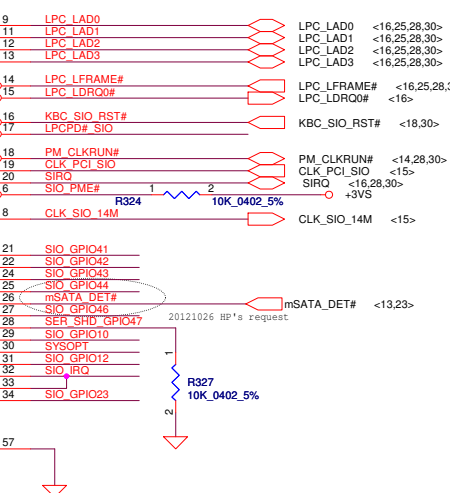 9 LPC_LAD0 LPC_LAD0 <16,25,28,30>
11 LPC_LAD1 LPC_LAD1 <16,25,28,30>
12 LPC_LAD2 LPC_LAD2 <16,25,28,30>
13 LPC_LAD3 LPC_LAD3 <16,25,28,30>
14 LPC_LFRAME# LPC_LFRAME# <16,25,28,
15 LPC_LDRQ0# LPC_LDRQ0# <16>
16 KBC_SIO_RST# KBC_SIO_RST# <18,30>
17 LPCPD#_SIO
18 PM_CLKRUN# PM_CLKRUN# <14,28,30>
19 CLK_PCI_SIO CLK_PCI_SIO <15>
20 SIRQ SIRQ <16,28,30>
6 SIO_PME# 1 2 +3VS
R324 10K_0402_5%
8 CLK_SIO_14M CLK_SIO_14M <15>
21 SIO_GPIO41
22 SIO_GPIO42
24 SIO_GPIO43
25 SIO_GPIO44
26 mSATA_DET# mSATA_DET# <13,23>
27 SIO_GPIO46 20121026 HP's request
28 SER_SHD_GPIO47
29 SIO_GPIO10
30 SYSOPT
31 SIO_GPIO12 1
32 SIO_IRQ
33 R327
34 SIO_GPIO23 10K_0402_5%
2
57